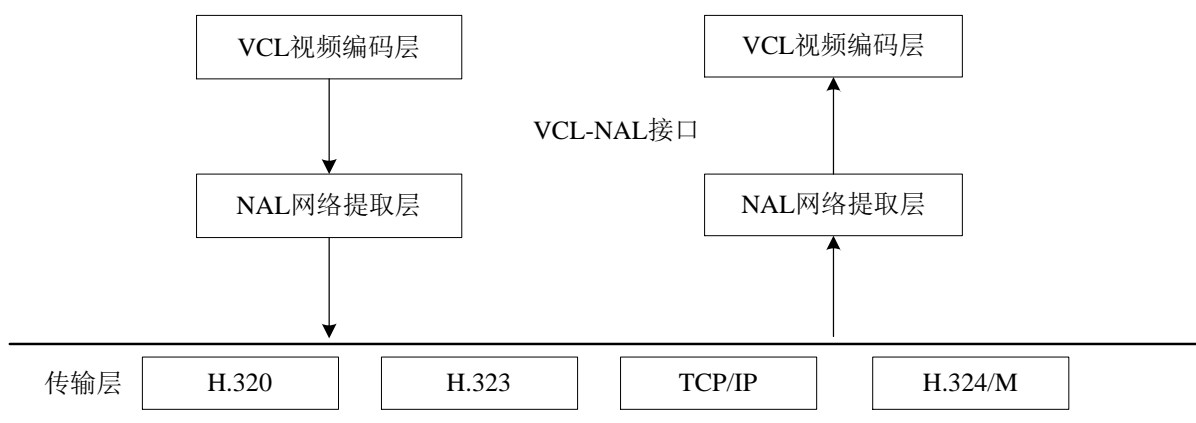 VCL视频编码层
VCL视频编码层
VCL-NAL接口
NAL网络提取层
NAL网络提取层
传输层
H.320
H.323
TCP/IP
H.324/M